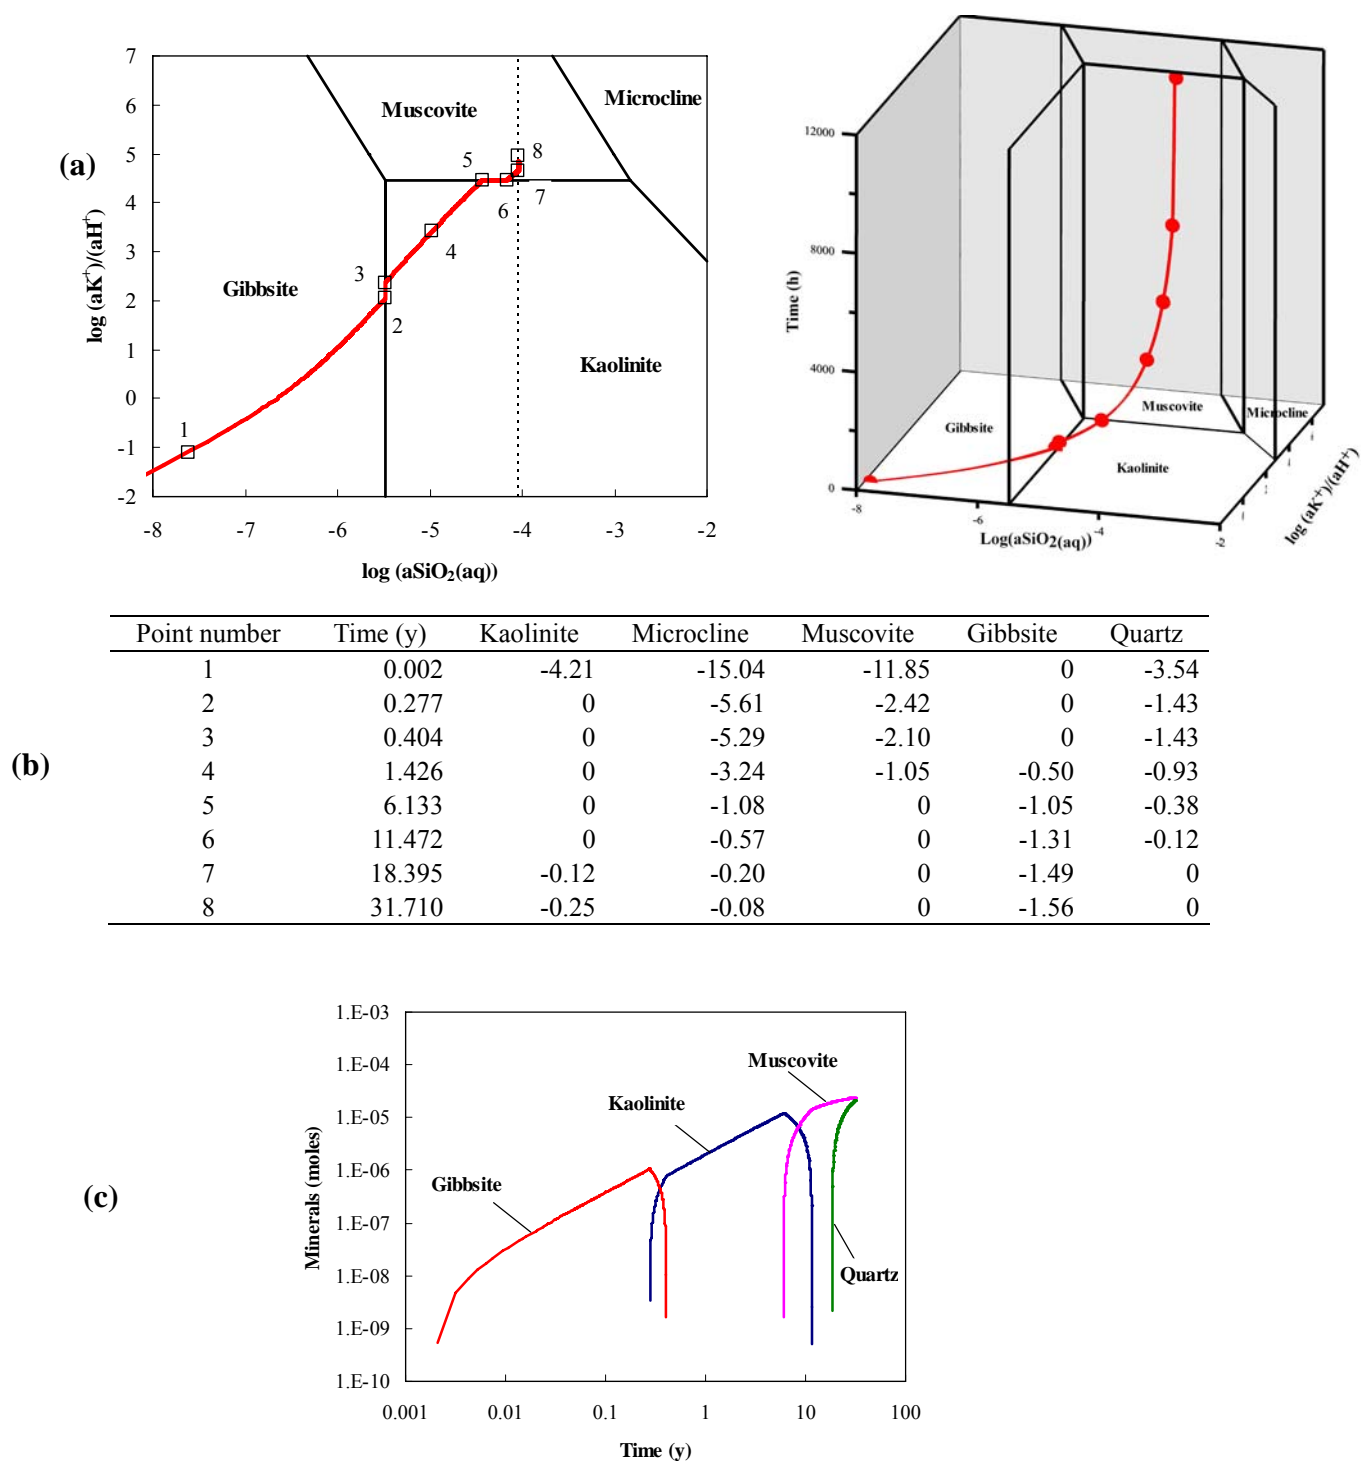 (a)
7
6
5
4
3
2
1
0
-1
-2
-8 -7 -6 -5 -4 -3 -2
log (aK⁺)/(aH⁺)
log (aSiO₂(aq))
Muscovite
Microcline
Gibbsite
Kaolinite
1
2
3
4
5
6
7
8
12000
8000
4000
0
Time (h)
-8
-6
-4
-2
Log(aSiO₂(aq))
log (aK⁺)/(aH⁺)
Gibbsite
Muscovite
Microcline
Kaolinite
(b)
Point number Time (y) Kaolinite Microcline Muscovite Gibbsite Quartz
1 0.002 -4.21 -15.04 -11.85 0 -3.54
2 0.277 0 -5.61 -2.42 0 -1.43
3 0.404 0 -5.29 -2.10 0 -1.43
4 1.426 0 -3.24 -1.05 -0.50 -0.93
5 6.133 0 -1.08 0 -1.05 -0.38
6 11.472 0 -0.57 0 -1.31 -0.12
7 18.395 -0.12 -0.20 0 -1.49 0
8 31.710 -0.25 -0.08 0 -1.56 0
(c)
1.E-03
1.E-04
1.E-05
1.E-06
1.E-07
1.E-08
1.E-09
1.E-10
Minerals (moles)
Muscovite
Kaolinite
Gibbsite
Quartz
0.001 0.01 0.1 1 10 100
Time (y)